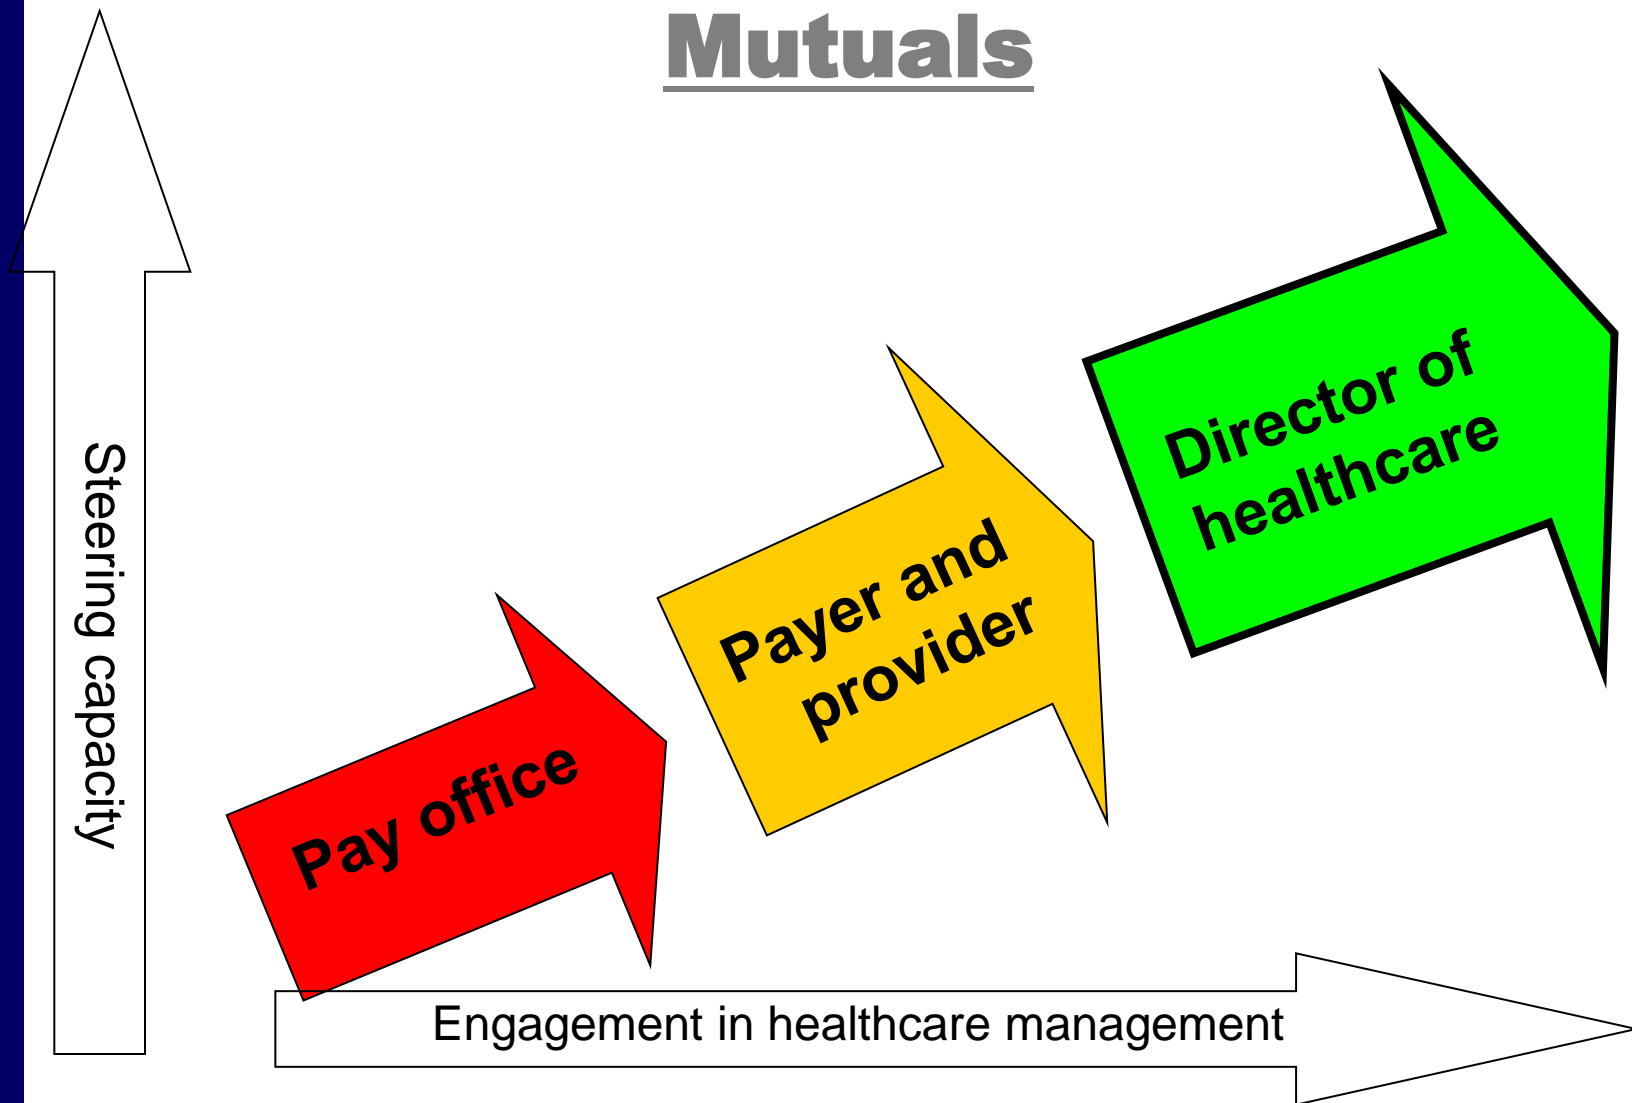 Mutuals
Steering capacity
Director of
healthcare
Payer and
provider
Pay office
Engagement in healthcare management